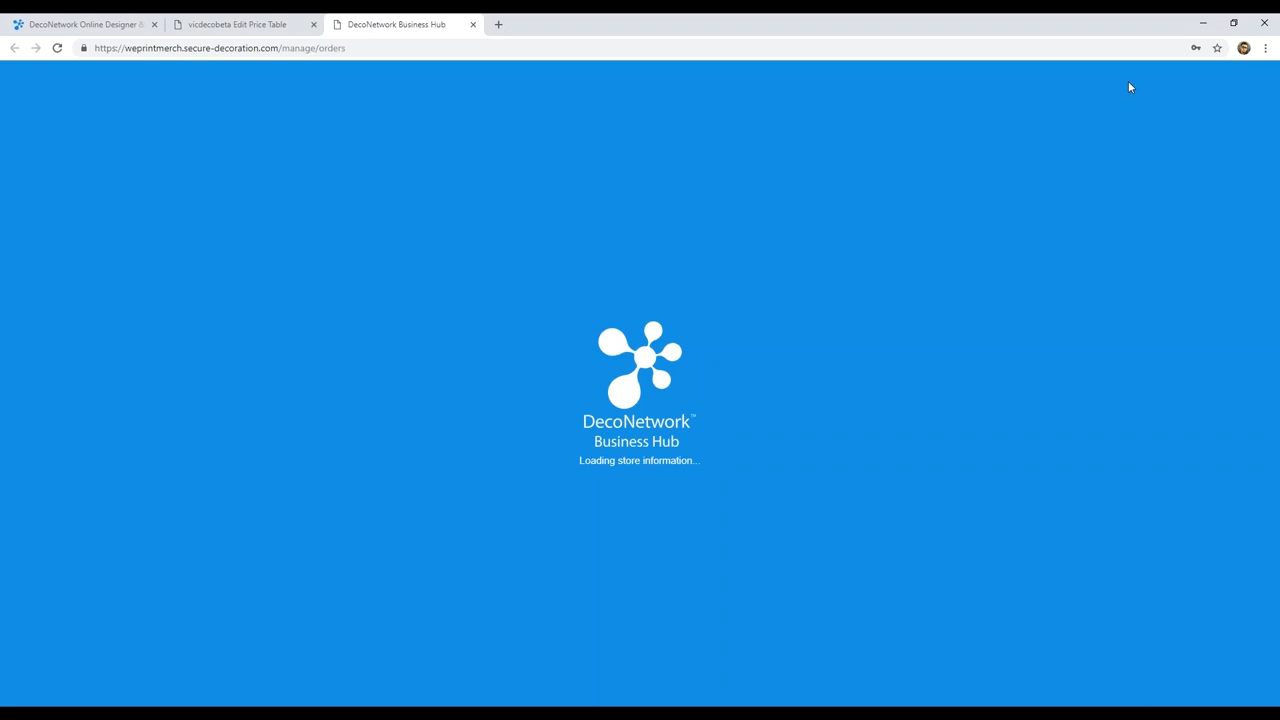 DecoNetwork Online Designer &
vicdecobeta Edit Price Table
DecoNetwork Business Hub
https://weprintmerch.secure-decoration.com/manage/orders
DecoNetwork™
Business Hub
Loading store information...